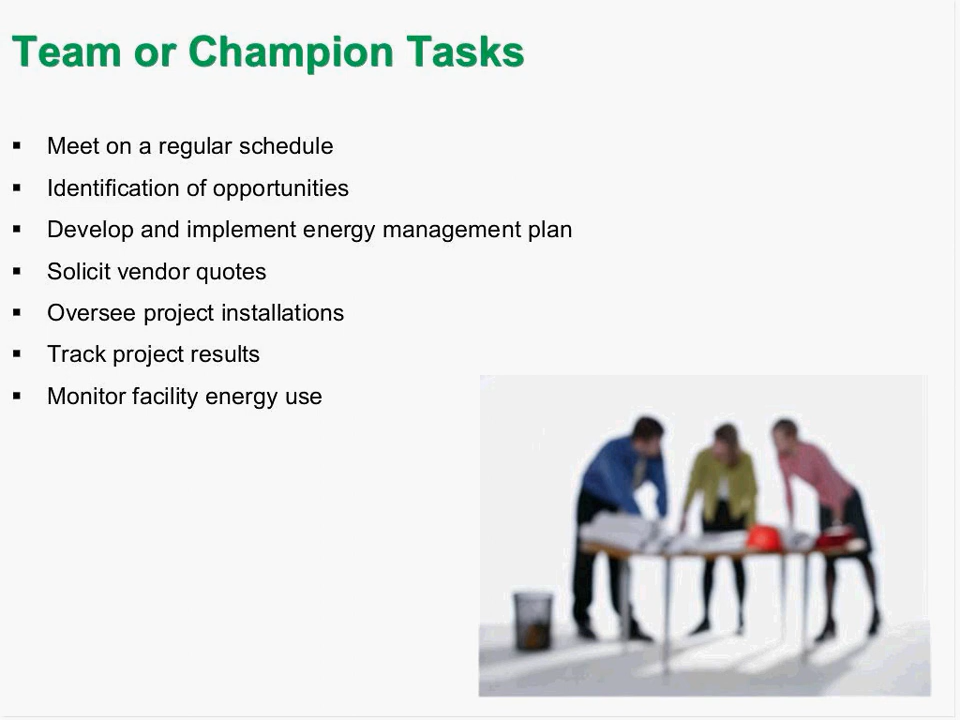 Team or Champion Tasks
▪ Meet on a regular schedule
▪ Identification of opportunities
▪ Develop and implement energy management plan
▪ Solicit vendor quotes
▪ Oversee project installations
▪ Track project results
▪ Monitor facility energy use